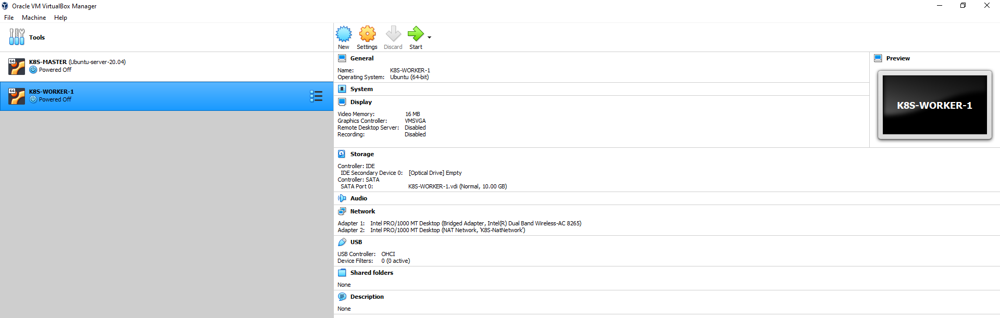 Oracle VM VirtualBox Manager
File Machine Help
Tools
New Settings Discard Start
64
K8S-MASTER (Ubuntu-server-20.04)
Powered Off
64
K8S-WORKER-1
Powered Off
General
Name: K8S-WORKER-1
Operating System: Ubuntu (64-bit)
System
Display
Video Memory: 16 MB
Graphics Controller: VMSVGA
Remote Desktop Server: Disabled
Recording: Disabled
Preview
K8S-WORKER-1
Storage
Controller: IDE
IDE Secondary Device 0: [Optical Drive] Empty
Controller: SATA
SATA Port 0: K8S-WORKER-1.vdi (Normal, 10.00 GB)
Audio
Network
Adapter 1: Intel PRO/1000 MT Desktop (Bridged Adapter, Intel(R) Dual Band Wireless-AC 8265)
Adapter 2: Intel PRO/1000 MT Desktop (NAT Network, 'K8S-NatNetwork')
USB
USB Controller: OHCI
Device Filters: 0 (0 active)
Shared folders
None
Description
None